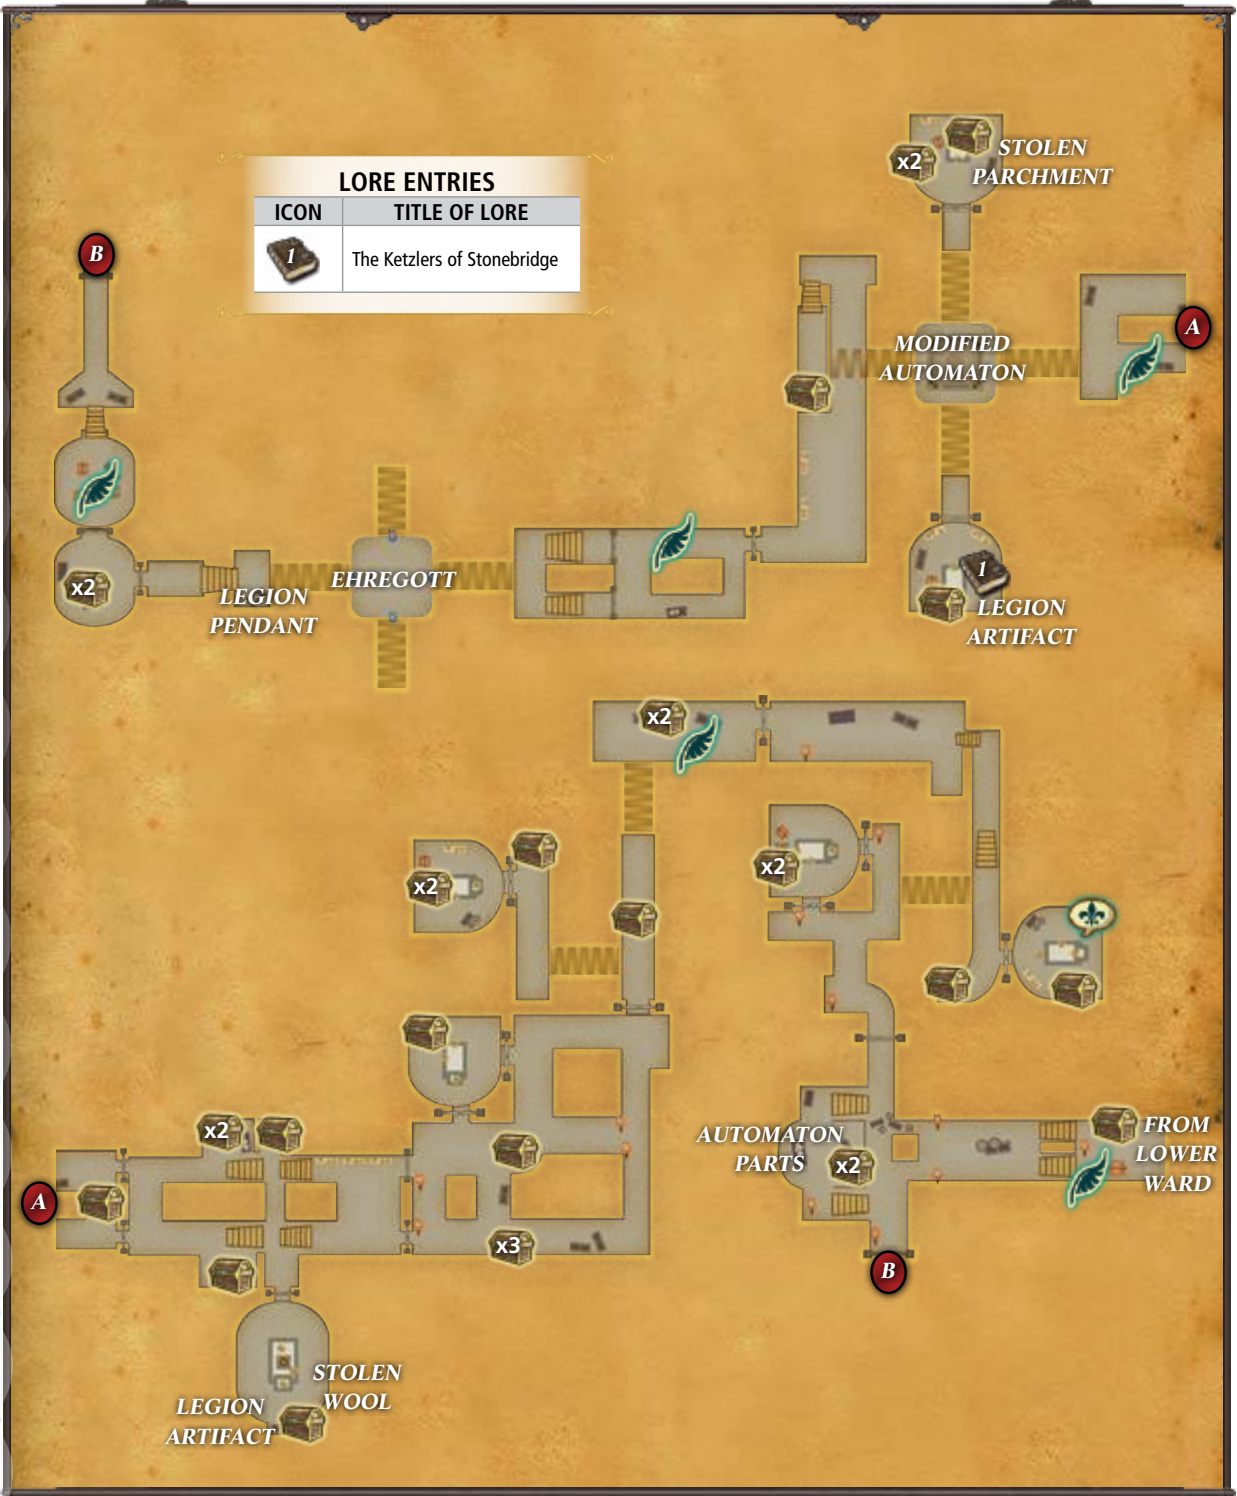 LORE ENTRIES
ICON TITLE OF LORE
1 The Ketzlers of Stonebridge
x2
STOLEN
PARCHMENT
B
A
MODIFIED
AUTOMATON
x2
EHREGOTT
LEGION
PENDANT
1
LEGION
ARTIFACT
x2
x2
x2
x2
AUTOMATON
PARTS
x2
FROM
LOWER
WARD
A
x3
B
STOLEN
WOOL
LEGION
ARTIFACT